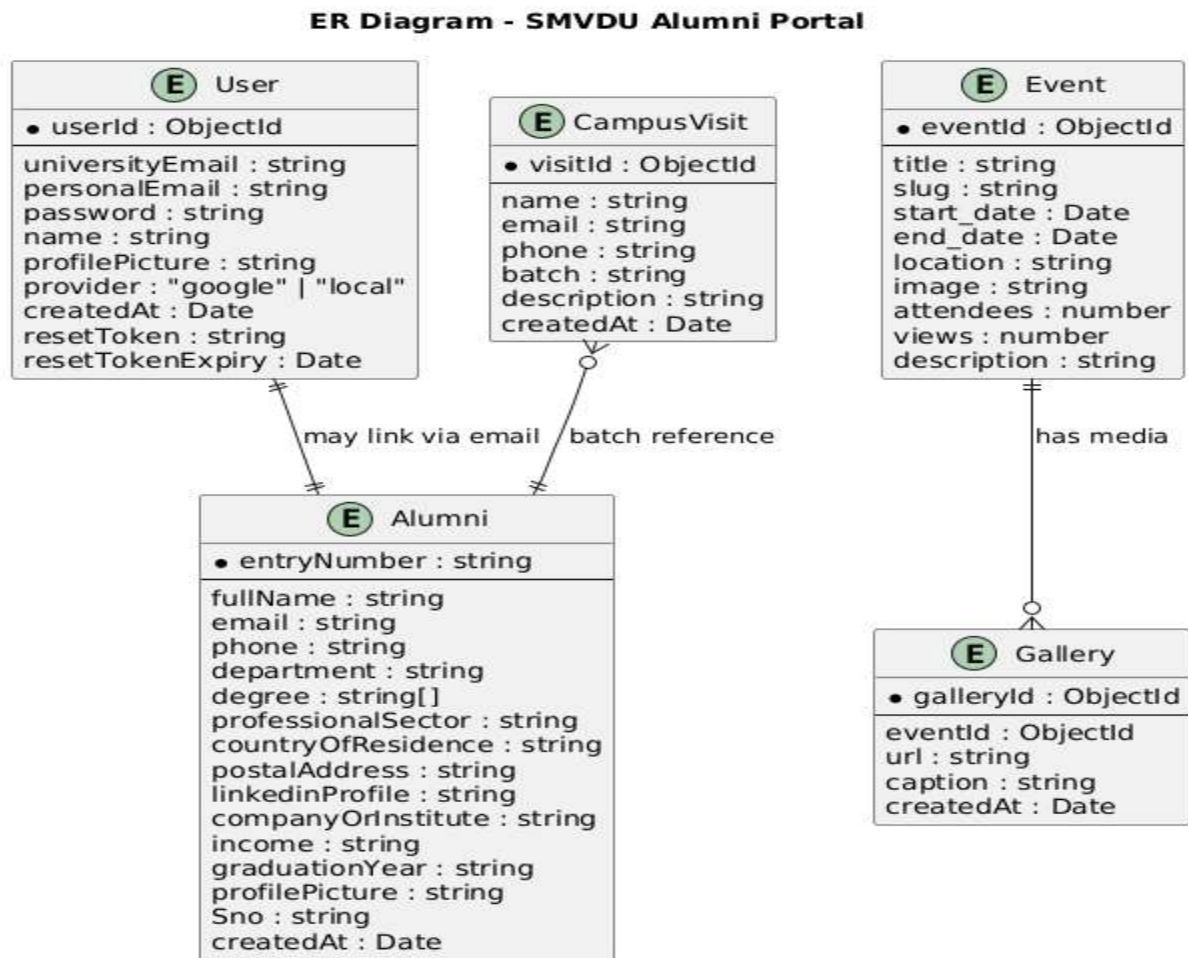 ER Diagram - SMVDU Alumni Portal
E User
userId : ObjectId
universityEmail : string
personalEmail : string
password : string
name : string
profilePicture : string
provider : "google" | "local"
createdAt : Date
resetToken : string
resetTokenExpiry : Date
E CampusVisit
visitId : ObjectId
name : string
email : string
phone : string
batch : string
description : string
createdAt : Date
E Event
eventId : ObjectId
title : string
slug : string
start_date : Date
end_date : Date
location : string
image : string
attendees : number
views : number
description : string
may link via email
batch reference
has media
E Alumni
entryNumber : string
fullName : string
email : string
phone : string
department : string
degree : string[]
professionalSector : string
countryOfResidence : string
postalAddress : string
linkedinProfile : string
companyOrInstitute : string
income : string
graduationYear : string
profilePicture : string
Sno : string
createdAt : Date
E Gallery
galleryId : ObjectId
eventId : ObjectId
url : string
caption : string
createdAt : Date